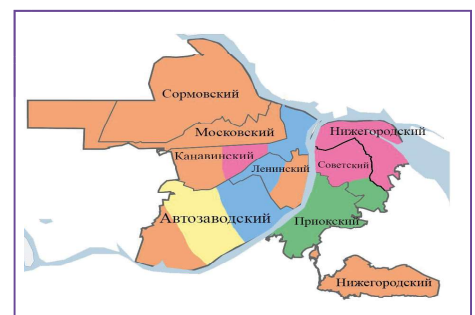 Сормовский
Московский
Нижегородский
Канавинский
Советский
Ленинский
Автозаводский
Приокский
Нижегородский